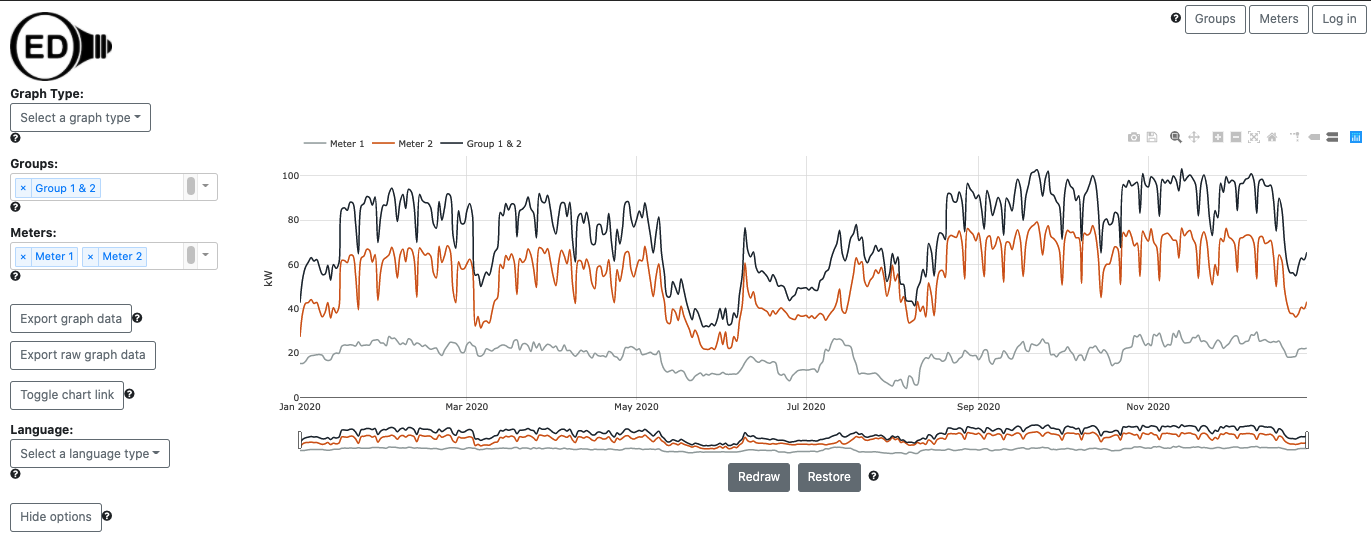 ED
Groups
Meters
Log in
Graph Type:
Select a graph type
Groups:
× Group 1 & 2
Meters:
× Meter 1 × Meter 2
Export graph data
Export raw graph data
Toggle chart link
Language:
Select a language type
Hide options
Meter 1 Meter 2 Group 1 & 2
kW
100
80
60
40
20
0
Jan 2020 Mar 2020 May 2020 Jul 2020 Sep 2020 Nov 2020
Redraw Restore